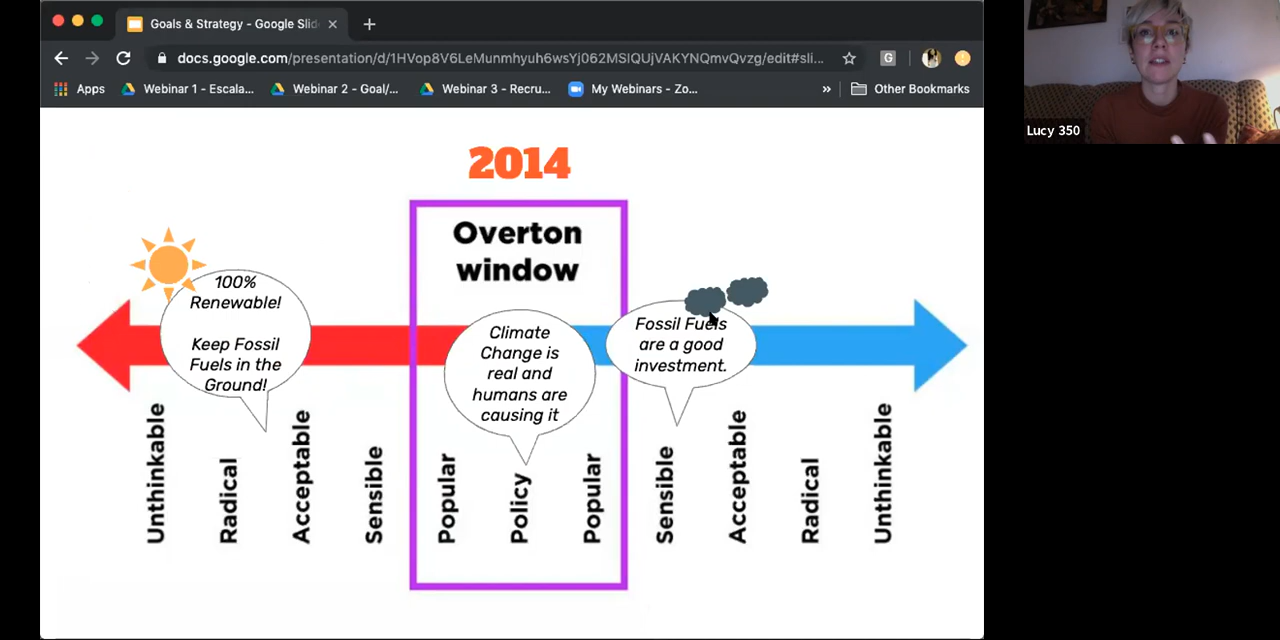 Goals & Strategy - Google Slid
docs.google.com/presentation/d/1HVop8V6LeMunmhyuh6wsYj062MSIQUjVAKYNQmvQvzg/edit#sli...
G
Apps
Webinar 1 - Escala...
Webinar 2 - Goal/...
Webinar 3 - Recru...
My Webinars - Zo...
»
Other Bookmarks
Lucy 350
2014
Overton
window
100%
Renewable!
Keep Fossil
Fuels in the
Ground!
Climate
Change is
real and
humans are
causing it
Fossil Fuels
are a good
investment.
Unthinkable
Radical
Acceptable
Sensible
Popular
Policy
Popular
Sensible
Acceptable
Radical
Unthinkable